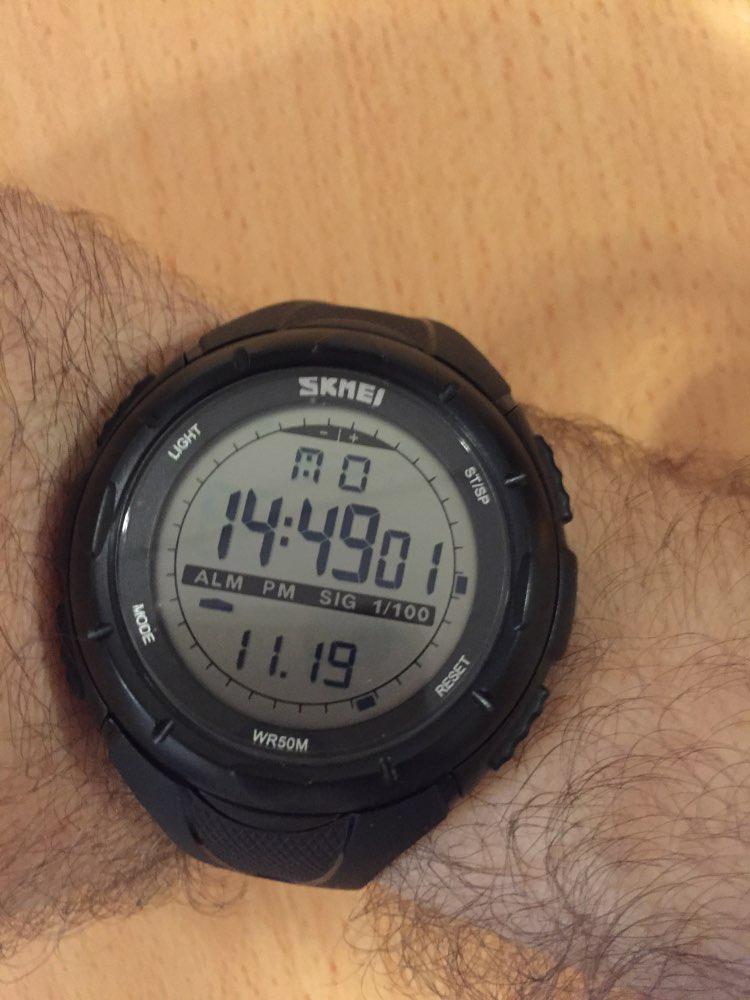 SKMEI
LIGHT
ST/SP
- +
MO
14:49 01
ALM PM SIG 1/100
11.19
MODE
RESET
WR50M